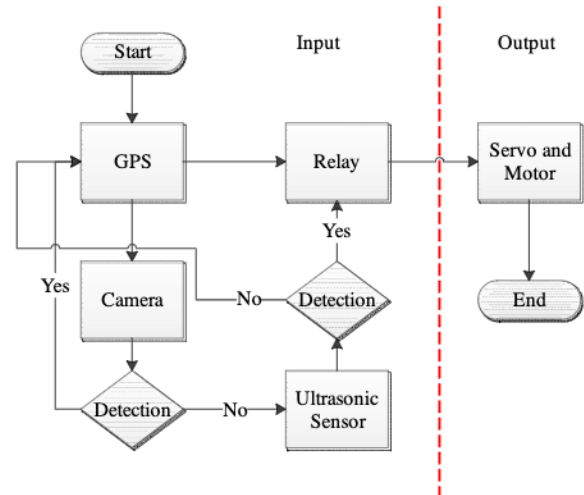 Start
Input
Output
GPS
Relay
Servo and
Motor
Yes
Yes
Camera
No
Detection
End
Detection
No
Ultrasonic
Sensor